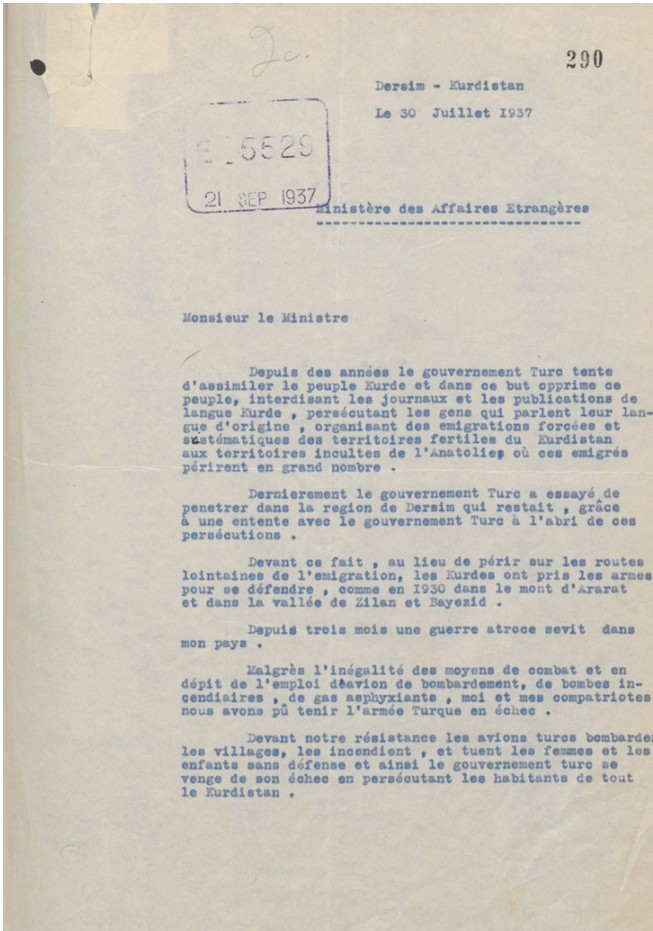 2c.
290
Dersim - Kurdistan
Le 30 Juillet 1937
E 5529
21 SEP 1937
Ministère des Affaires Etrangères
Monsieur le Ministre
Depuis des années le gouvernement Turc tente
d'assimiler le peuple Kurde et dans ce but opprime ce
peuple, interdisant les journaux et les publications de
langue Kurde , persécutant les gens qui parlent leur lan-
gue d'origine , organisant des emigrations forcées et
systématiques des territoires fertiles du Kurdistan
aux territoires incultes de l'Anatolie, où ces emigrés
périrent en grand nombre .
Dernierement le gouvernement Turc a essayé de
penetrer dans la region de Dersim qui restait , grâce
à une entente avec le gouvernement Turc à l'abri de ces
persécutions .
Devant ce fait , au lieu de périr sur les routes
lointaines de l'emigration, les Kurdes ont pris les armes
pour se défendre , comme en 1930 dans le mont d'Ararat
et dans la vallée de Zilan et Bayezid .
Depuis trois mois une guerre atroce sevit dans
mon pays .
Malgrès l'inégalité des moyens de combat et en
dépit de l'emploi d'avion de bombardement, de bombes in-
cendiaires , de gas asphyxiants , moi et mes compatriotes
nous avons pû tenir l'armée Turque en échec .
Devant notre résistance les avions turcs bombarde
les villages, les incendient , et tuent les femmes et les
enfants sans défense et ainsi le gouvernement turc se
venge de son échec en persécutant les habitants de tout
le Kurdistan .